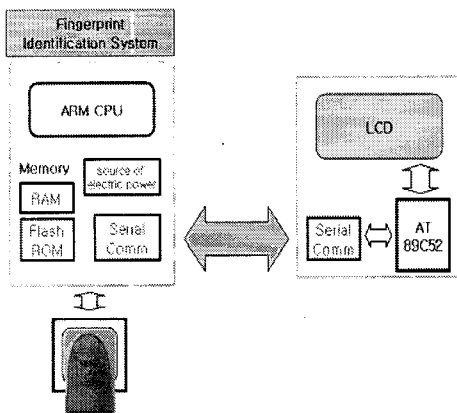 Fingerprint
Identification System
ARM CPU
Memory
RAM
Flash
ROM
source of
electric power
Serial
Comm
LCD
Serial
Comm
AT
89C52